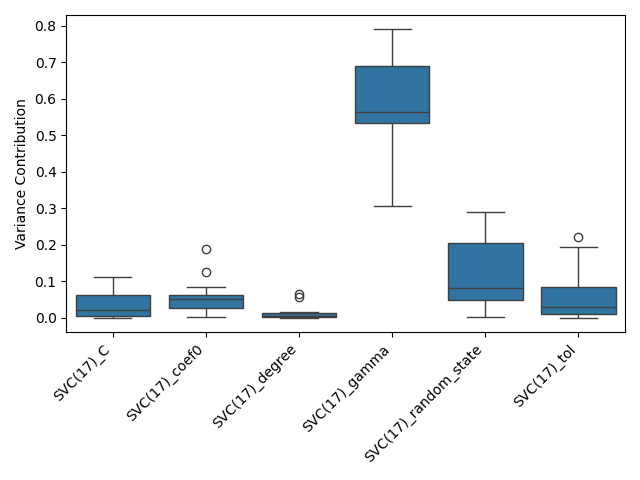 Variance Contribution
0.8
0.7
0.6
0.5
0.4
0.3
0.2
0.1
0.0
SVC(17)_C
SVC(17)_coef0
SVC(17)_degree
SVC(17)_gamma
SVC(17)_random_state
SVC(17)_tol